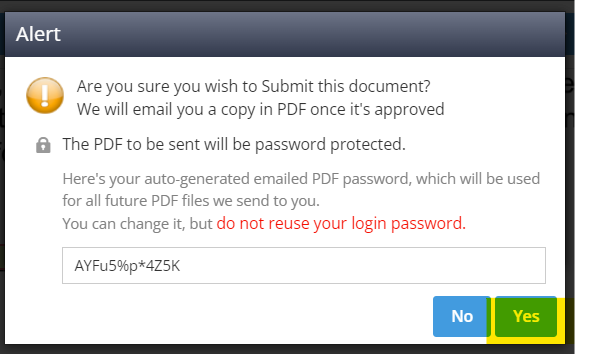 Alert
Are you sure you wish to Submit this document?
We will email you a copy in PDF once it's approved
The PDF to be sent will be password protected.
Here's your auto-generated emailed PDF password, which will be used
for all future PDF files we send to you.
You can change it, but do not reuse your login password.
AYFu5%p*4Z5K
No
Yes